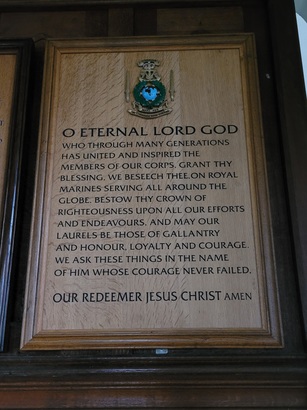 O ETERNAL LORD GOD
WHO THROUGH MANY GENERATIONS
HAS UNITED AND INSPIRED THE
MEMBERS OF OUR CORPS. GRANT THY
BLESSING, WE BESEECH THEE, ON ROYAL
MARINES SERVING ALL AROUND THE
GLOBE. BESTOW THY CROWN OF
RIGHTEOUSNESS UPON ALL OUR EFFORTS
AND ENDEAVOURS, AND MAY OUR
LAURELS BE THOSE OF GALLANTRY
AND HONOUR, LOYALTY AND COURAGE.
WE ASK THESE THINGS IN THE NAME
OF HIM WHOSE COURAGE NEVER FAILED.
OUR REDEEMER JESUS CHRIST AMEN